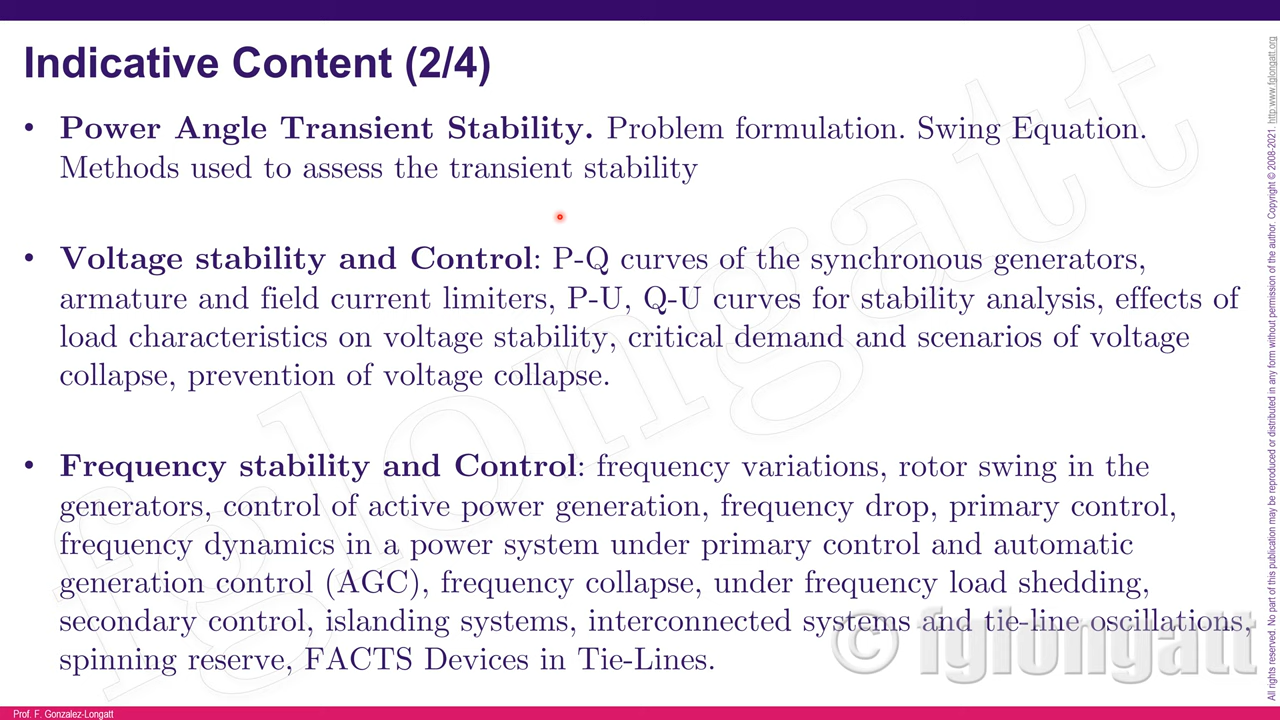 Indicative Content (2/4)
• Power Angle Transient Stability. Problem formulation. Swing Equation.
Methods used to assess the transient stability
• Voltage stability and Control: P-Q curves of the synchronous generators,
armature and field current limiters, P-U, Q-U curves for stability analysis, effects of
load characteristics on voltage stability, critical demand and scenarios of voltage
collapse, prevention of voltage collapse.
• Frequency stability and Control: frequency variations, rotor swing in the
generators, control of active power generation, frequency drop, primary control,
frequency dynamics in a power system under primary control and automatic
generation control (AGC), frequency collapse, under frequency load shedding,
secondary control, islanding systems, interconnected systems and tie-line oscillations,
spinning reserve, FACTS Devices in Tie-Lines.
Prof. F. Gonzalez-Longatt
All rights reserved. No part of this publication may be reproduced or distributed in any form without permission of the author. Copyright © 2008-2021. http:www.fglongatt.org
fglongatt
© fglongatt